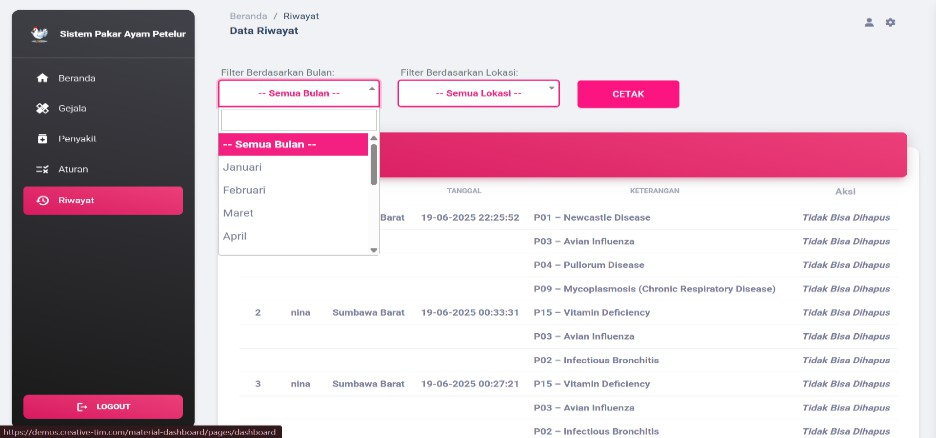 Beranda / Riwayat
Data Riwayat
Sistem Pakar Ayam Petelur
Beranda
Gejala
Penyakit
Aturan
Riwayat
LOGOUT
Filter Berdasarkan Bulan:
-- Semua Bulan --
-- Semua Bulan --
Januari
Februari
Maret
April
Filter Berdasarkan Lokasi:
-- Semua Lokasi --
CETAK
TANGGAL KETERANGAN Aksi
Barat 19-06-2025 22:25:52 P01 – Newcastle Disease Tidak Bisa Dihapus
P03 – Avian Influenza Tidak Bisa Dihapus
P04 – Pullorum Disease Tidak Bisa Dihapus
P09 – Mycoplasmosis (Chronic Respiratory Disease) Tidak Bisa Dihapus
2 nina Sumbawa Barat 19-06-2025 00:33:31 P15 – Vitamin Deficiency Tidak Bisa Dihapus
P03 – Avian Influenza Tidak Bisa Dihapus
P02 – Infectious Bronchitis Tidak Bisa Dihapus
3 nina Sumbawa Barat 19-06-2025 00:27:21 P15 – Vitamin Deficiency Tidak Bisa Dihapus
P03 – Avian Influenza Tidak Bisa Dihapus
P02 – Infectious Bronchitis Tidak Bisa Dihapus
https://demos.creative-tim.com/material-dashboard/pages/dashboard